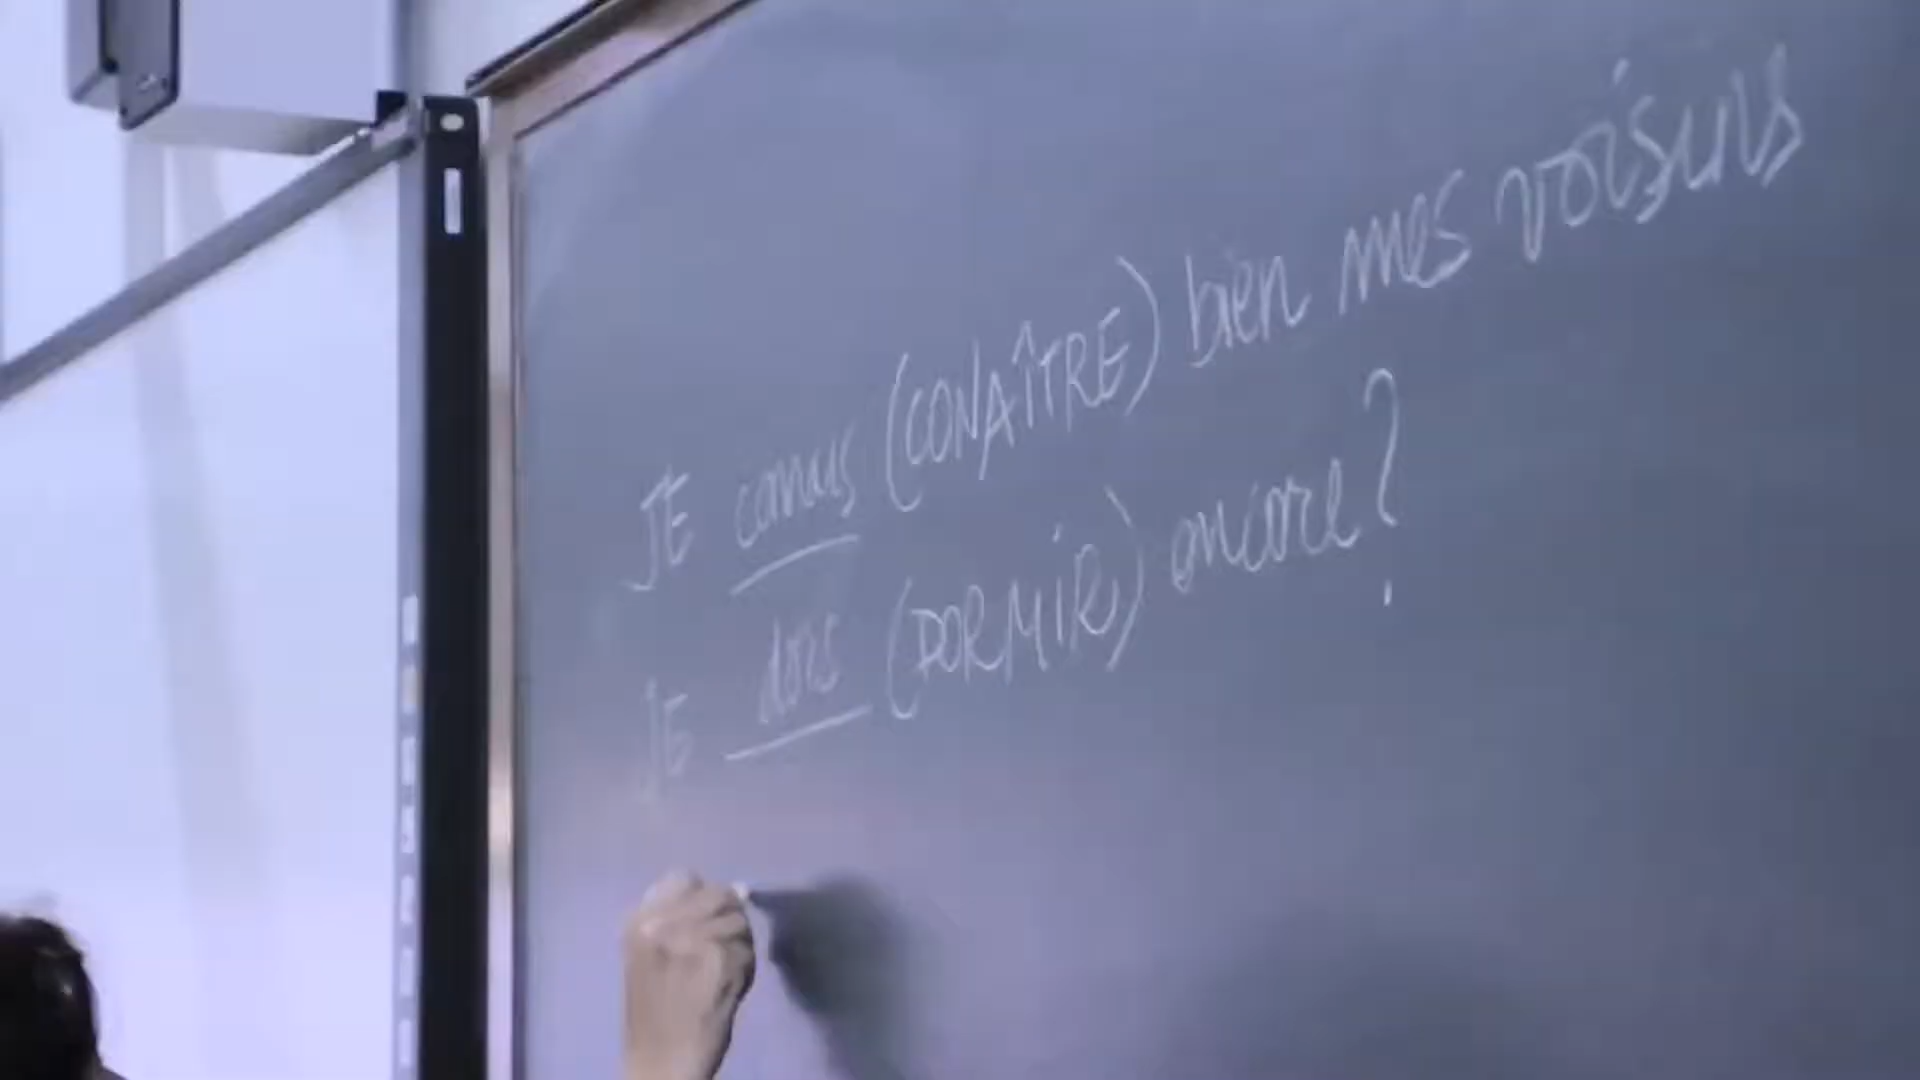 JE connais (CONAÎTRE) bien mes voisins
JE dors (DORMIR) encore?